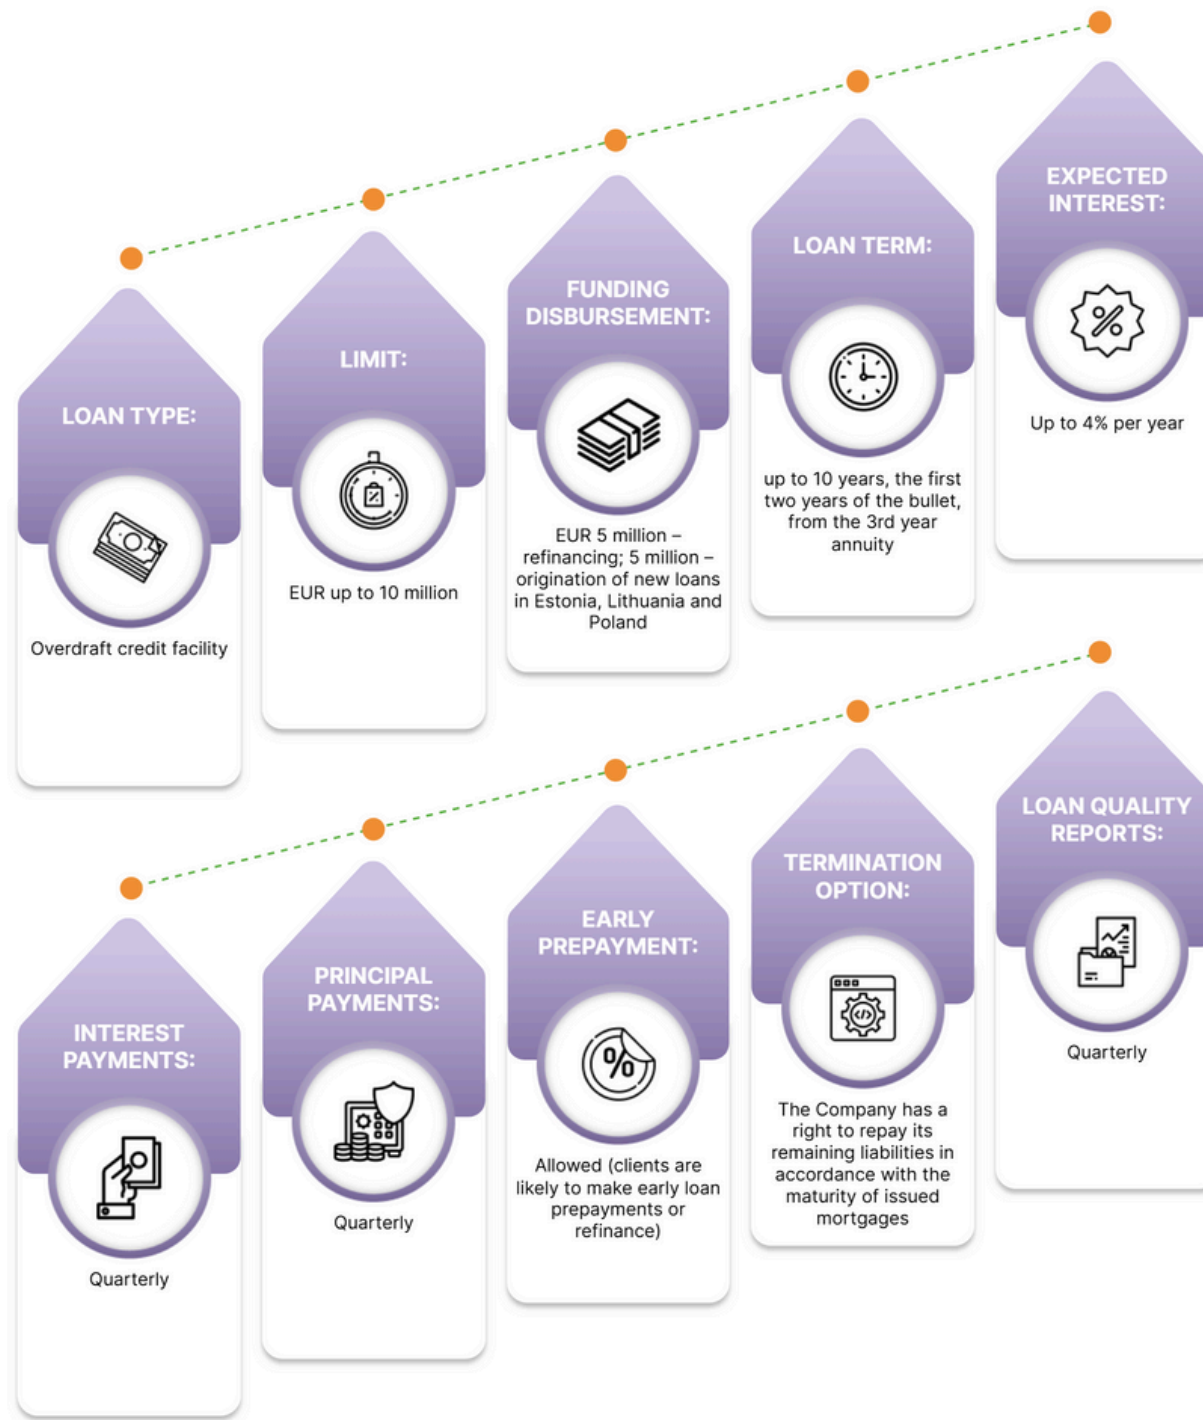 LOAN TYPE:
Overdraft credit facility
LIMIT:
EUR up to 10 million
FUNDING
DISBURSEMENT:
EUR 5 million –
refinancing; 5 million –
origination of new loans
in Estonia, Lithuania and
Poland
LOAN TERM:
up to 10 years, the first
two years of the bullet,
from the 3rd year
annuity
EXPECTED
INTEREST:
Up to 4% per year
INTEREST
PAYMENTS:
Quarterly
PRINCIPAL
PAYMENTS:
Quarterly
EARLY
PREPAYMENT:
%
Allowed (clients are
likely to make early loan
prepayments or
refinance)
TERMINATION
OPTION:
</>
The Company has a
right to repay its
remaining liabilities in
accordance with the
maturity of issued
mortgages
LOAN QUALITY
REPORTS:
Quarterly